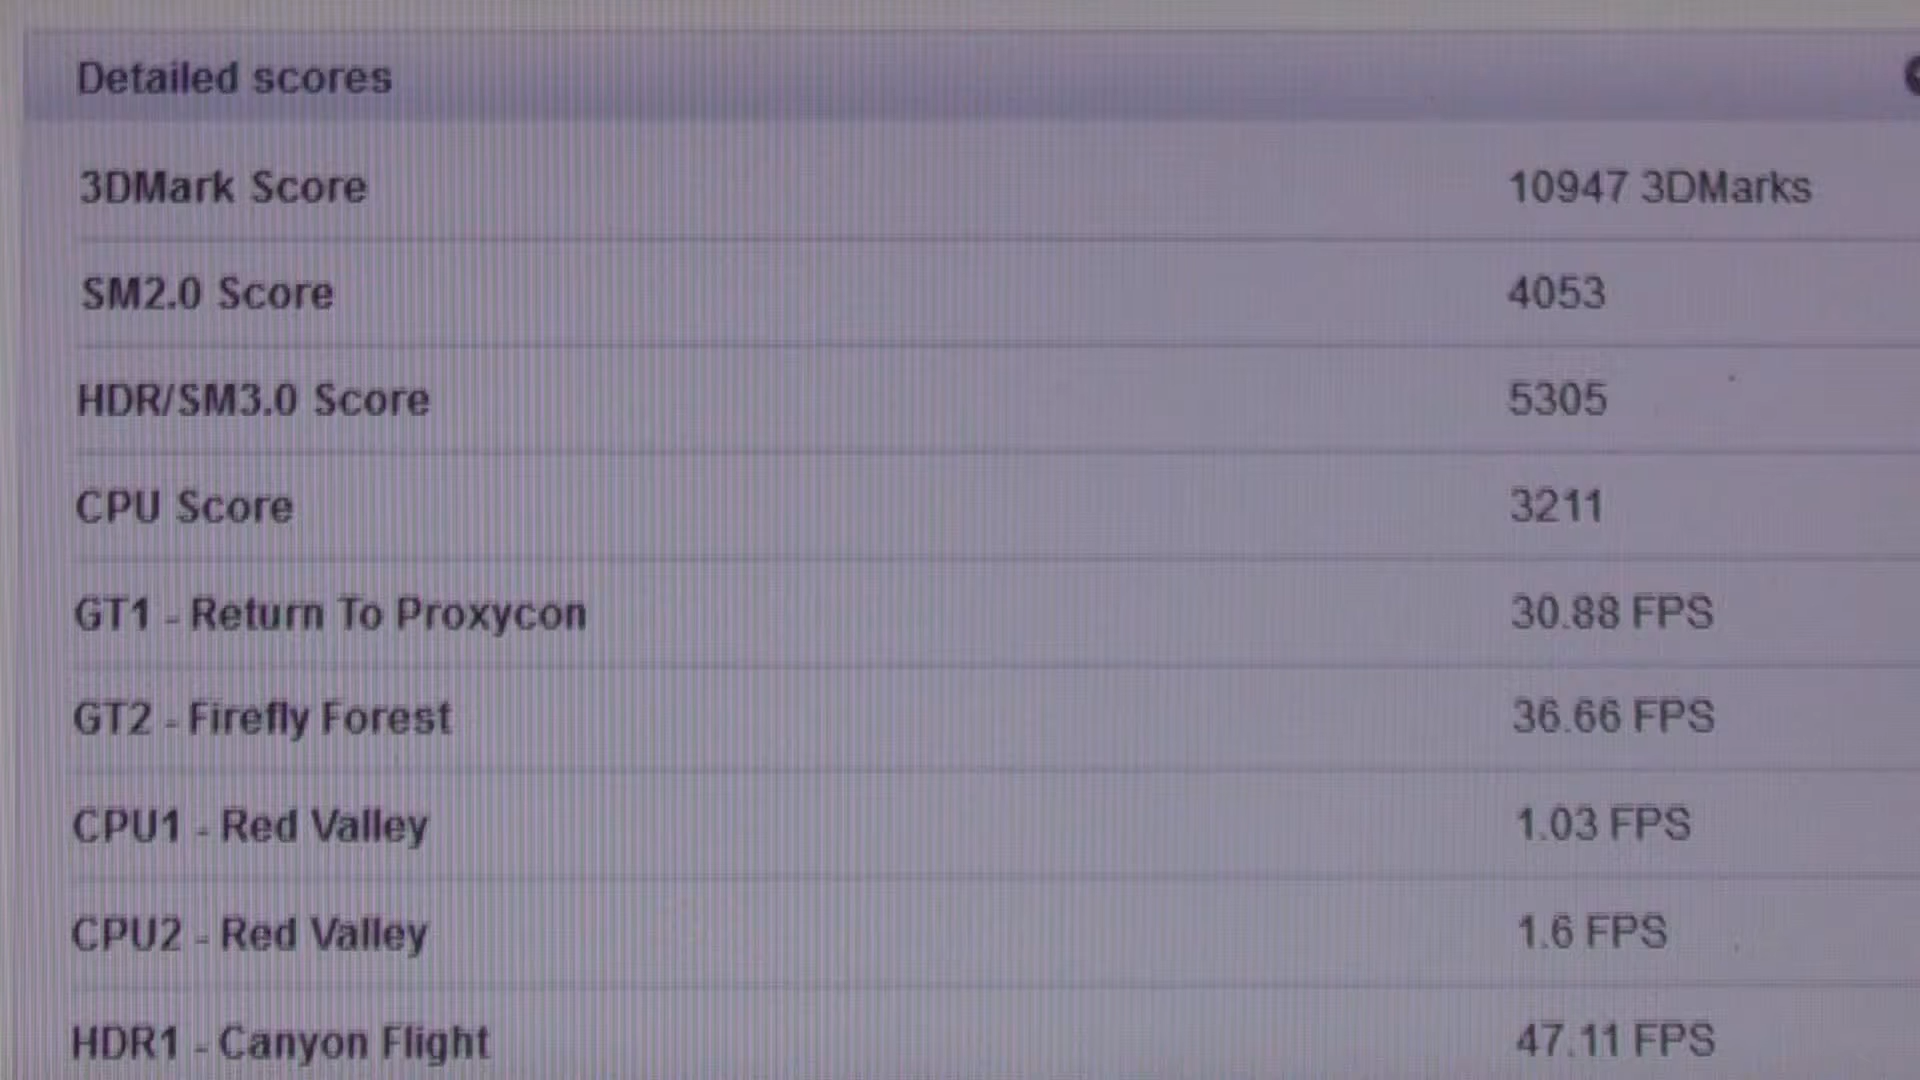 Detailed scores
3DMark Score 10947 3DMarks
SM2.0 Score 4053
HDR/SM3.0 Score 5305
CPU Score 3211
GT1 - Return To Proxycon 30.88 FPS
GT2 - Firefly Forest 36.66 FPS
CPU1 - Red Valley 1.03 FPS
CPU2 - Red Valley 1.6 FPS
HDR1 - Canyon Flight 47.11 FPS